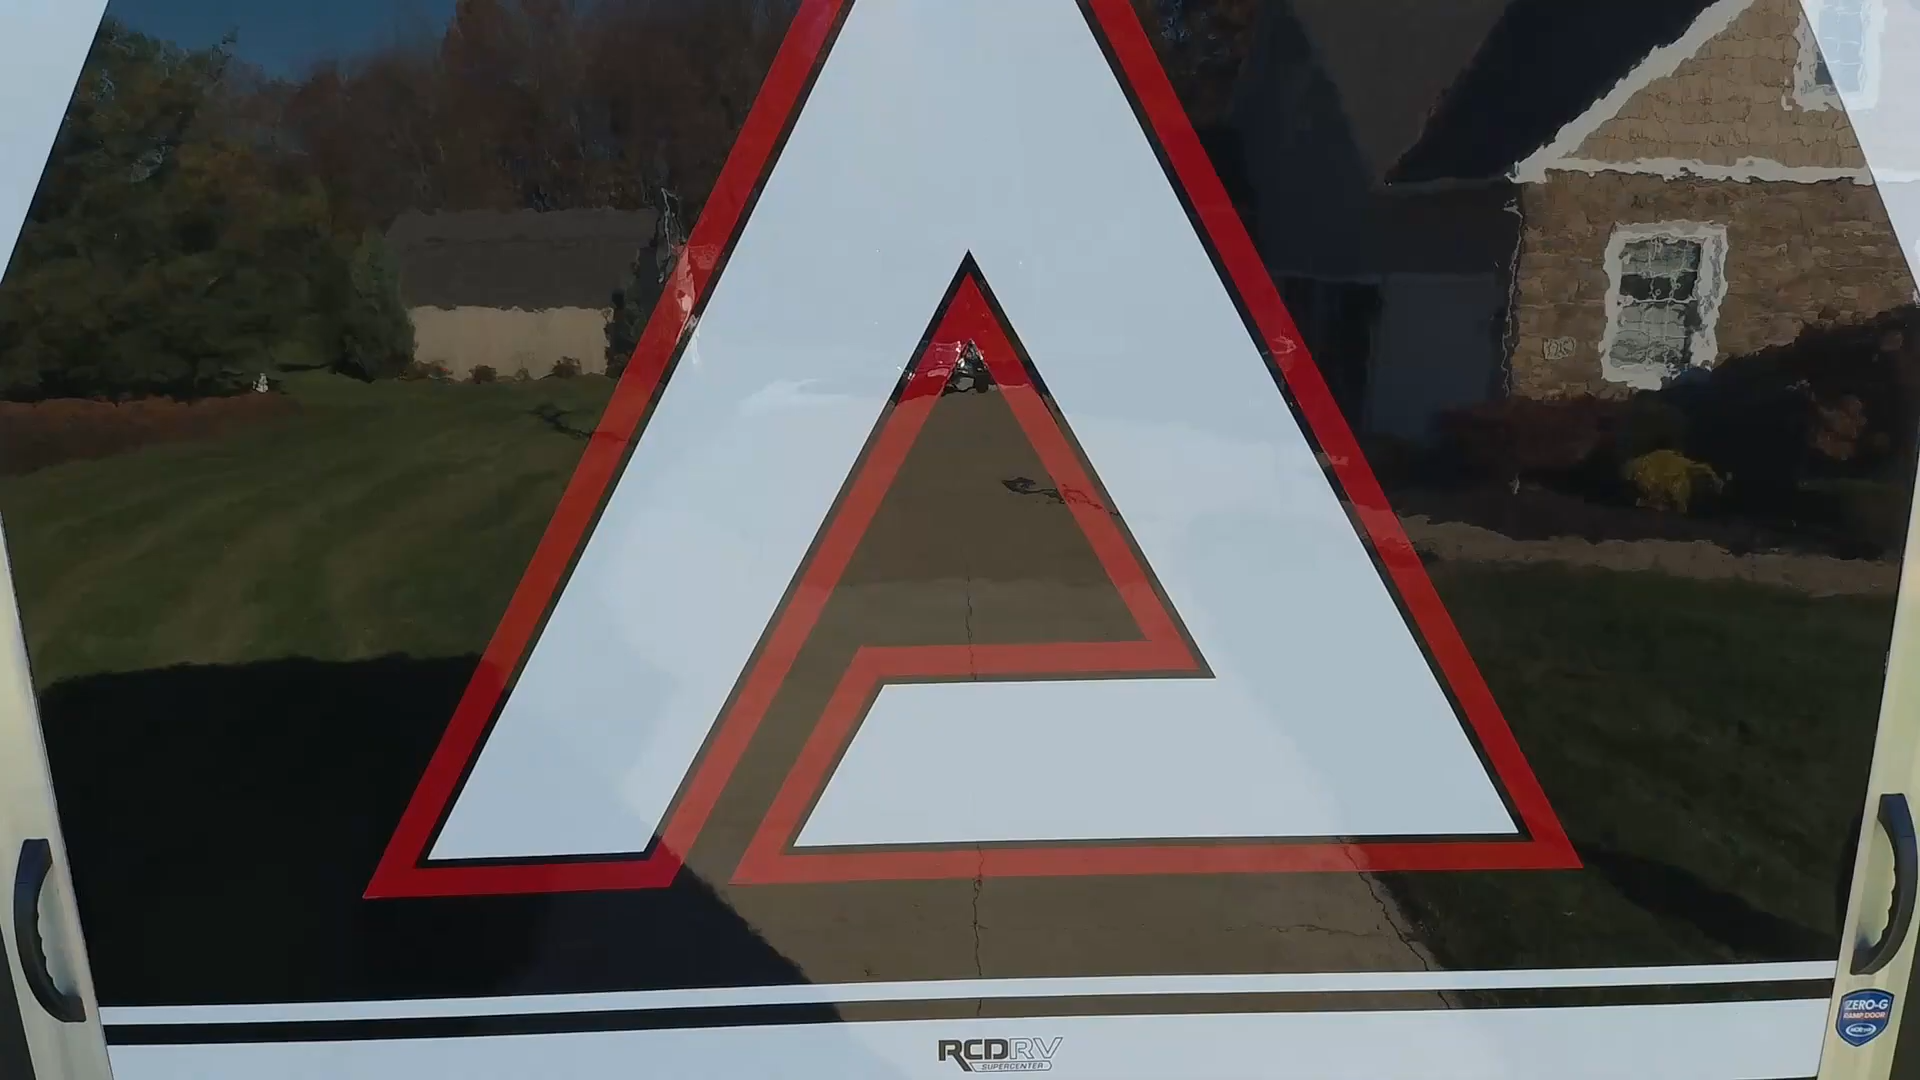 A
RCDRV
SUPERCENTER
ZERO-G
RAMP DOOR